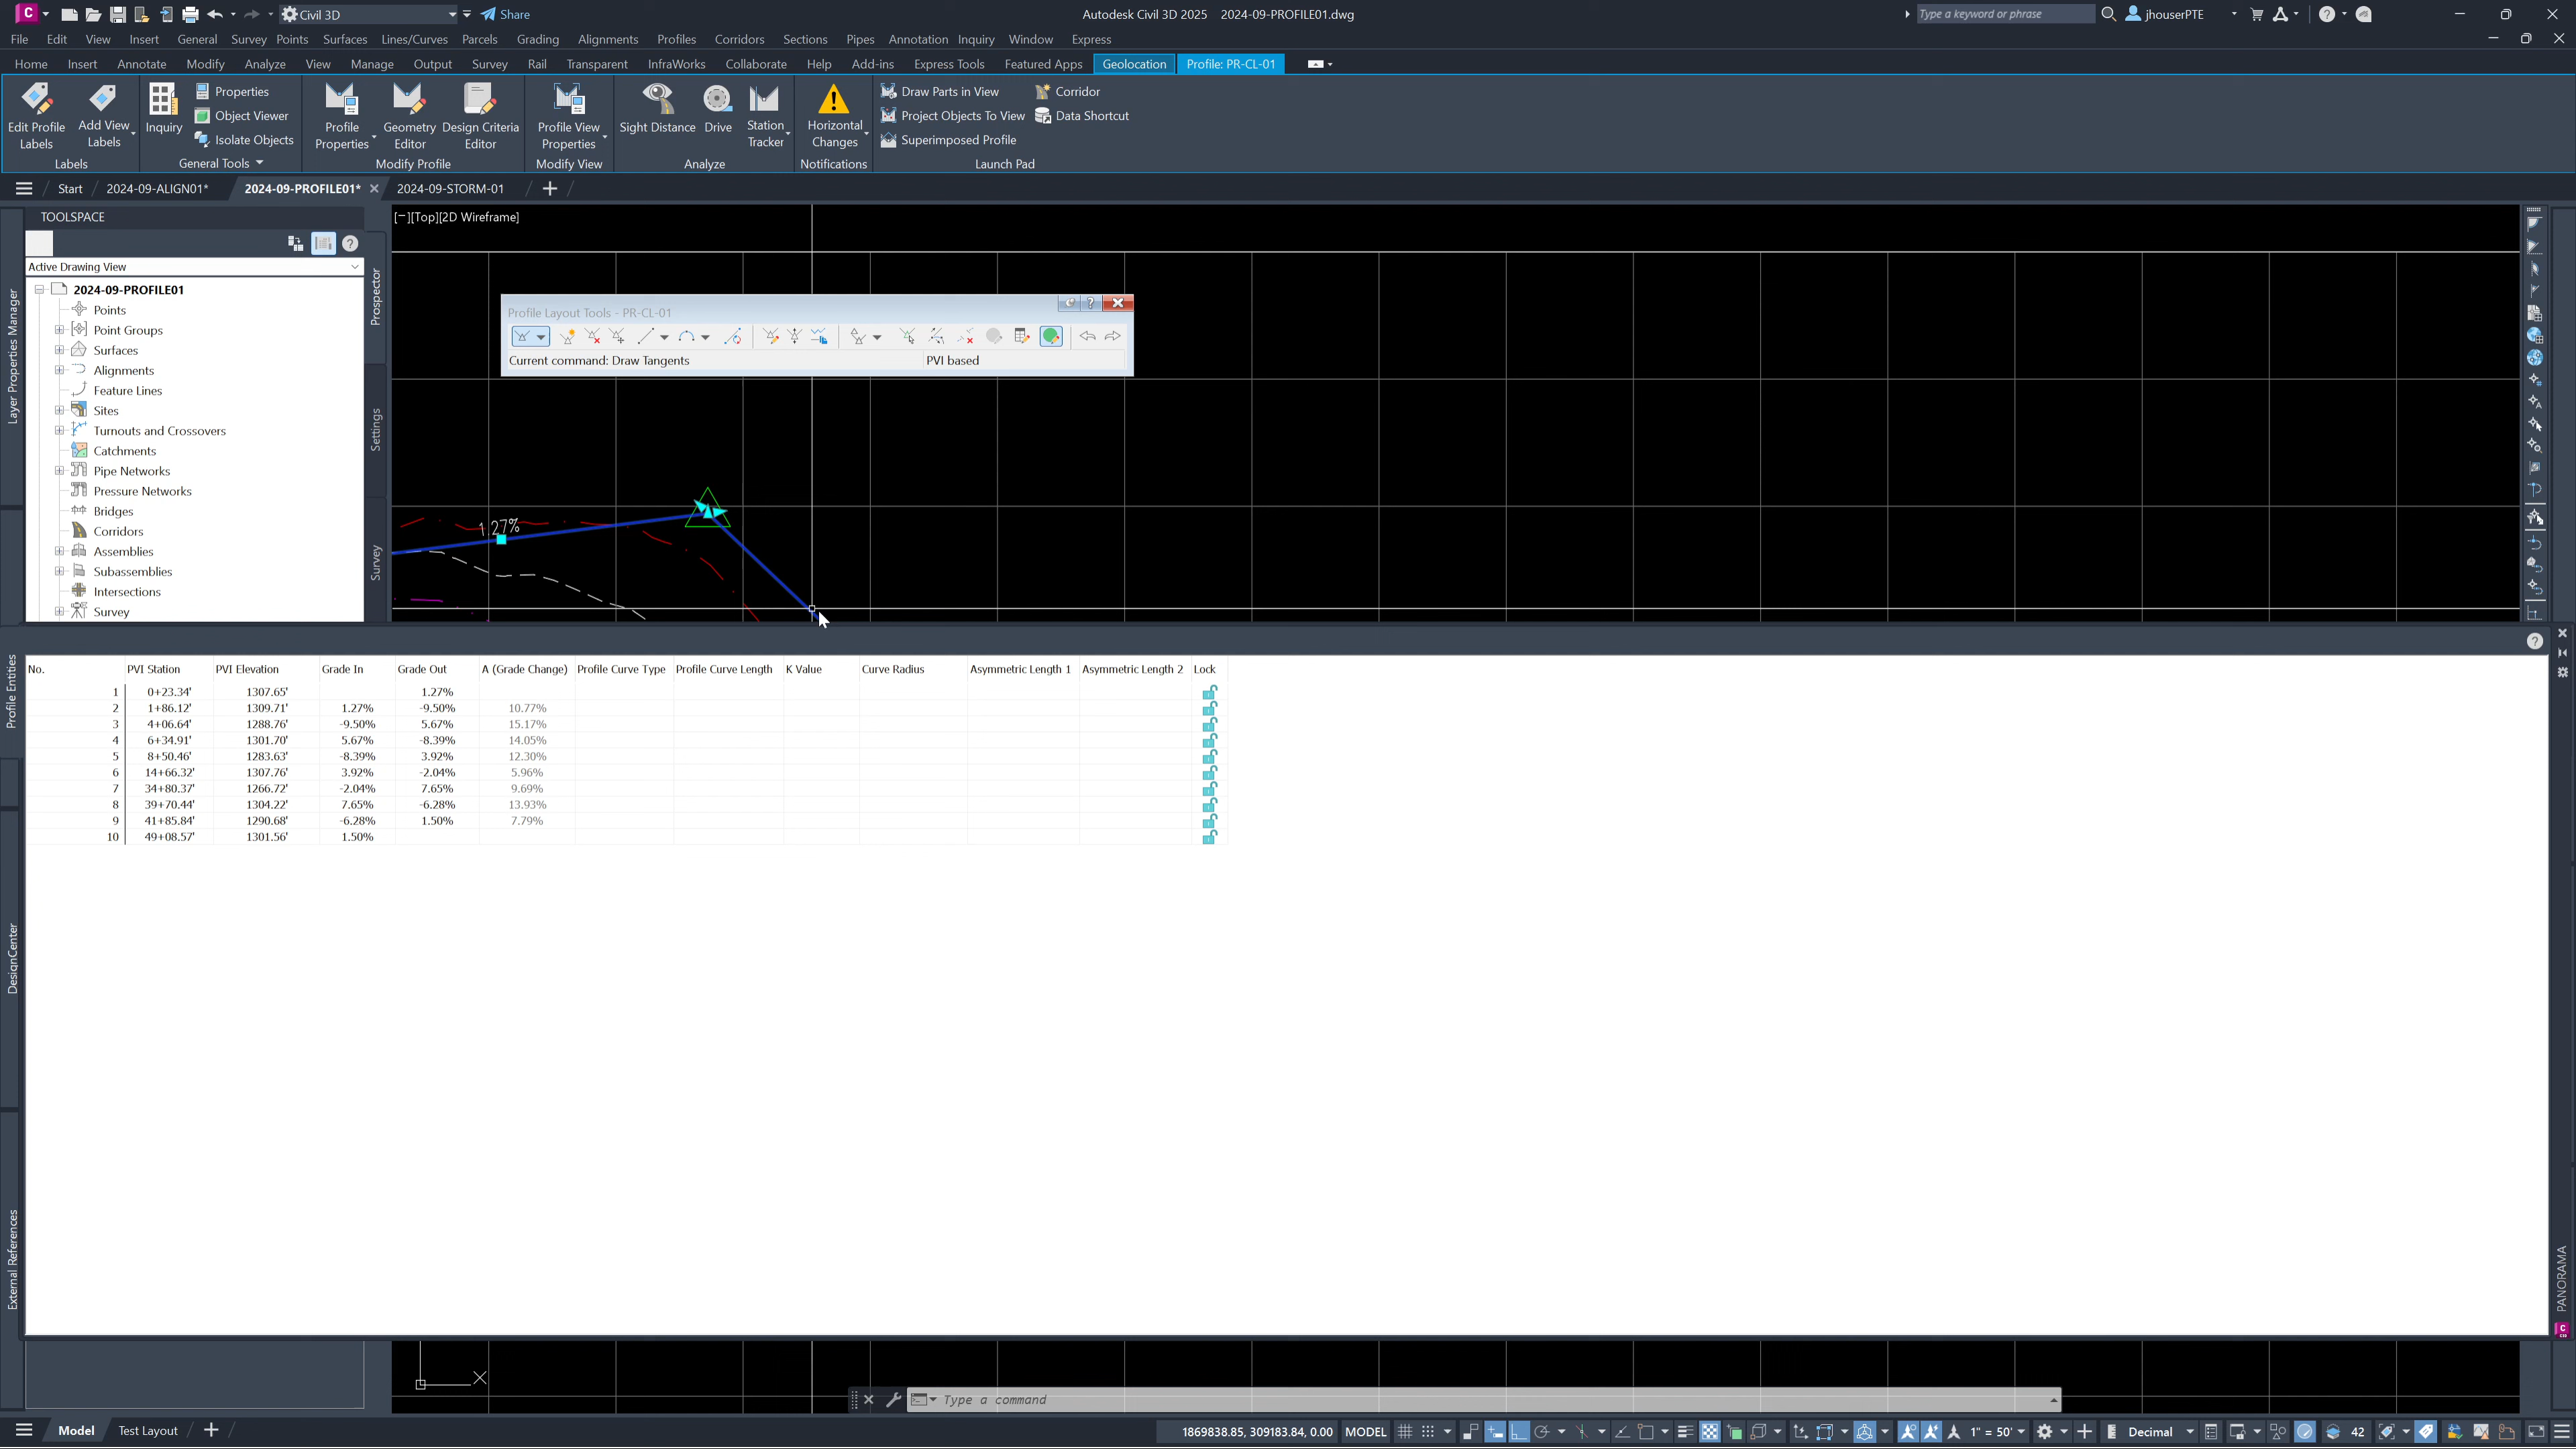 Civil 3D Share Autodesk Civil 3D 2025 2024-09-PROFILE01.dwg Type a keyword or phrase jhouserPTE
File Edit View Insert General Survey Points Surfaces Lines/Curves Parcels Grading Alignments Profiles Corridors Sections Pipes Annotation Inquiry Window Express
Home Insert Annotate Modify Analyze View Manage Output Survey Rail Transparent InfraWorks Collaborate Help Add-ins Express Tools Featured Apps Geolocation Profile: PR-CL-01
Edit Profile Labels
Add View Labels
Labels
Inquiry
Properties
Object Viewer
Isolate Objects
General Tools
Profile Properties
Geometry Editor
Design Criteria Editor
Modify Profile
Profile View Properties
Modify View
Sight Distance
Drive
Station Tracker
Analyze
Horizontal Changes
Notifications
Draw Parts in View
Project Objects To View
Superimposed Profile
Corridor
Data Shortcut
Launch Pad
Start 2024-09-ALIGN01* 2024-09-PROFILE01* 2024-09-STORM-01
TOOLSPACE
Active Drawing View
2024-09-PROFILE01
Points
Point Groups
Surfaces
Alignments
Feature Lines
Sites
Turnouts and Crossovers
Catchments
Pipe Networks
Pressure Networks
Bridges
Corridors
Assemblies
Subassemblies
Intersections
Survey
Prospector
Settings
Survey
Layer Properties Manager
[-][Top][2D Wireframe]
Profile Layout Tools - PR-CL-01
Current command: Draw Tangents PVI based
1.27%
Profile Entities
DesignCenter
External References
PANORAMA
No. PVI Station PVI Elevation Grade In Grade Out A (Grade Change) Profile Curve Type Profile Curve Length K Value Curve Radius Asymmetric Length 1 Asymmetric Length 2 Lock
1 0+23.34' 1307.65' 1.27%
2 1+86.12' 1309.71' 1.27% -9.50% 10.77%
3 4+06.64' 1288.76' -9.50% 5.67% 15.17%
4 6+34.91' 1301.70' 5.67% -8.39% 14.05%
5 8+50.46' 1283.63' -8.39% 3.92% 12.30%
6 14+66.32' 1307.76' 3.92% -2.04% 5.96%
7 34+80.37' 1266.72' -2.04% 7.65% 9.69%
8 39+70.44' 1304.22' 7.65% -6.28% 13.93%
9 41+85.84' 1290.68' -6.28% 1.50% 7.79%
10 49+08.57' 1301.56' 1.50%
Type a command
Model Test Layout 1869838.85, 309183.84, 0.00 MODEL 1" = 50' Decimal 42